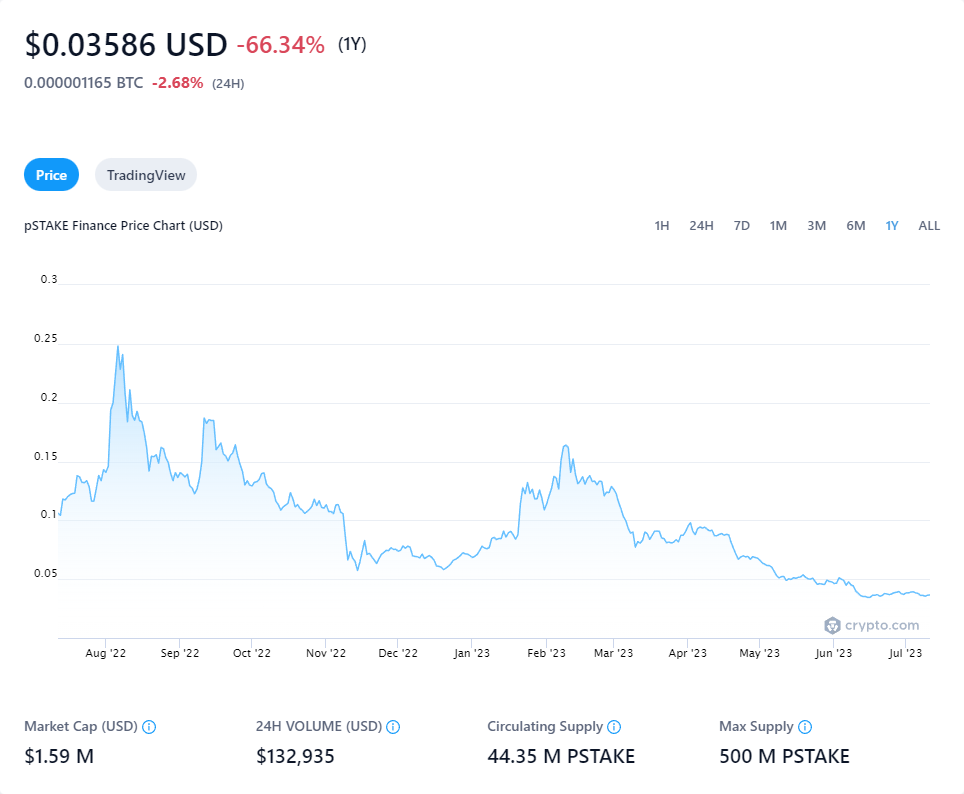 $0.03586 USD -66.34% (1Y)
0.000001165 BTC -2.68% (24H)
Price TradingView
pSTAKE Finance Price Chart (USD) 1H 24H 7D 1M 3M 6M 1Y ALL
0.3
0.25
0.2
0.15
0.1
0.05
crypto.com
Aug '22 Sep '22 Oct '22 Nov '22 Dec '22 Jan '23 Feb '23 Mar '23 Apr '23 May '23 Jun '23 Jul '23
Market Cap (USD) 24H VOLUME (USD) Circulating Supply Max Supply
$1.59 M $132,935 44.35 M PSTAKE 500 M PSTAKE